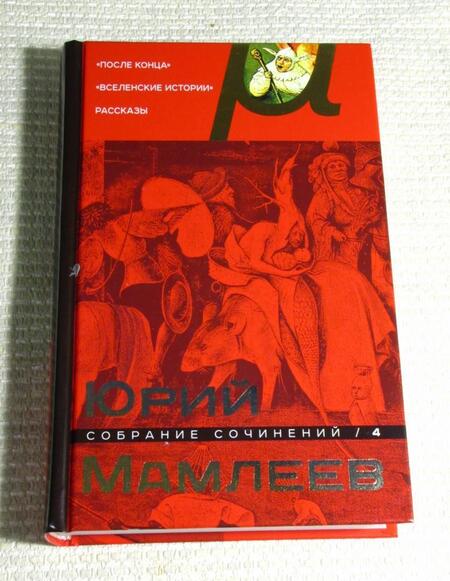 «ПОСЛЕ КОНЦА»
«ВСЕЛЕНСКИЕ ИСТОРИИ»
РАССКАЗЫ
μ
ЮРИЙ
СОБРАНИЕ СОЧИНЕНИЙ / 4
МАМЛЕЕВ